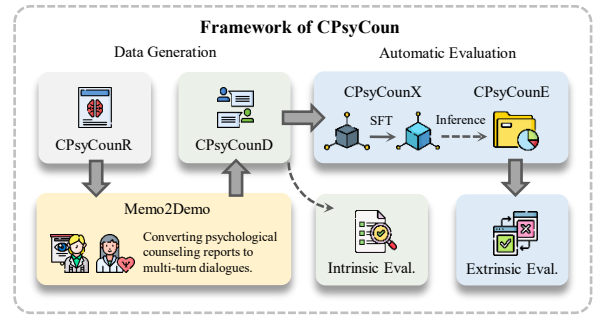 Framework of CPsyCoun
Data Generation
Automatic Evaluation
CPsyCounR
CPsyCounD
CPsyCounX
CPsyCounE
SFT
Inference
Memo2Demo
Converting psychological
counseling reports to
multi-turn dialogues.
Intrinsic Eval.
Extrinsic Eval.